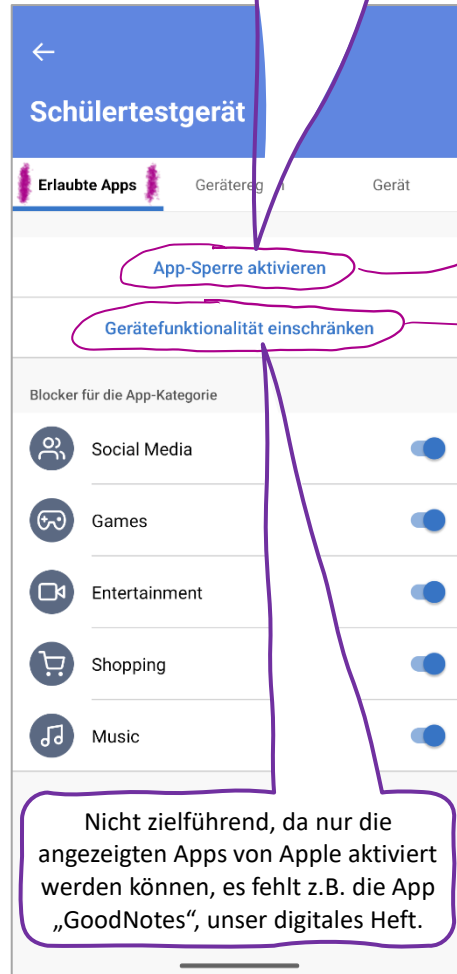 Schülertestgerät
Erlaubte Apps Geräteregeln Gerät
App-Sperre aktivieren
Gerätefunktionalität einschränken
Blocker für die App-Kategorie
Social Media
Games
Entertainment
Shopping
Music
Nicht zielführend, da nur die
angezeigten Apps von Apple aktiviert
werden können, es fehlt z.B. die App
„GoodNotes“, unser digitales Heft.